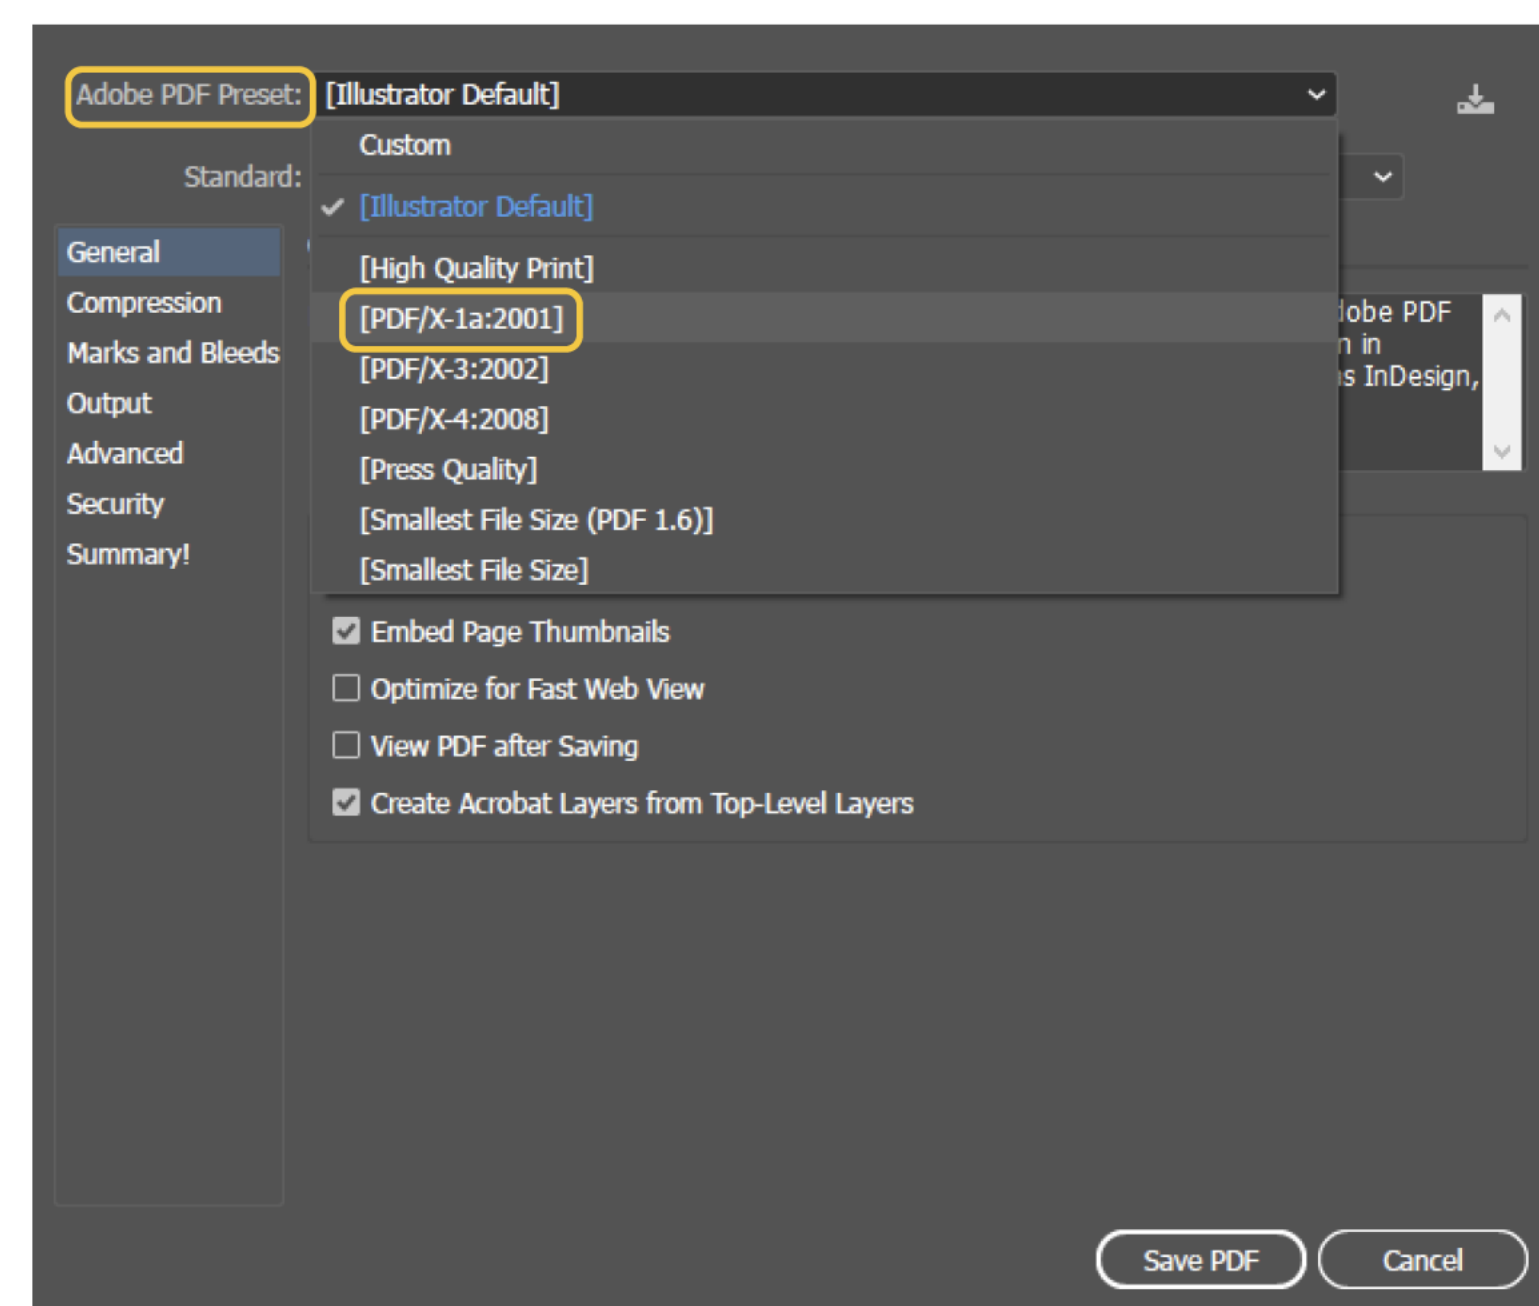 Adobe PDF Preset: [Illustrator Default]
Custom
Standard:
[Illustrator Default]
General
[High Quality Print]
Compression
[PDF/X-1a:2001]
dobe PDF
Marks and Bleeds
n in
[PDF/X-3:2002]
as InDesign,
Output
[PDF/X-4:2008]
Advanced
[Press Quality]
Security
[Smallest File Size (PDF 1.6)]
Summary!
[Smallest File Size]
Embed Page Thumbnails
Optimize for Fast Web View
View PDF after Saving
Create Acrobat Layers from Top-Level Layers
Save PDF
Cancel